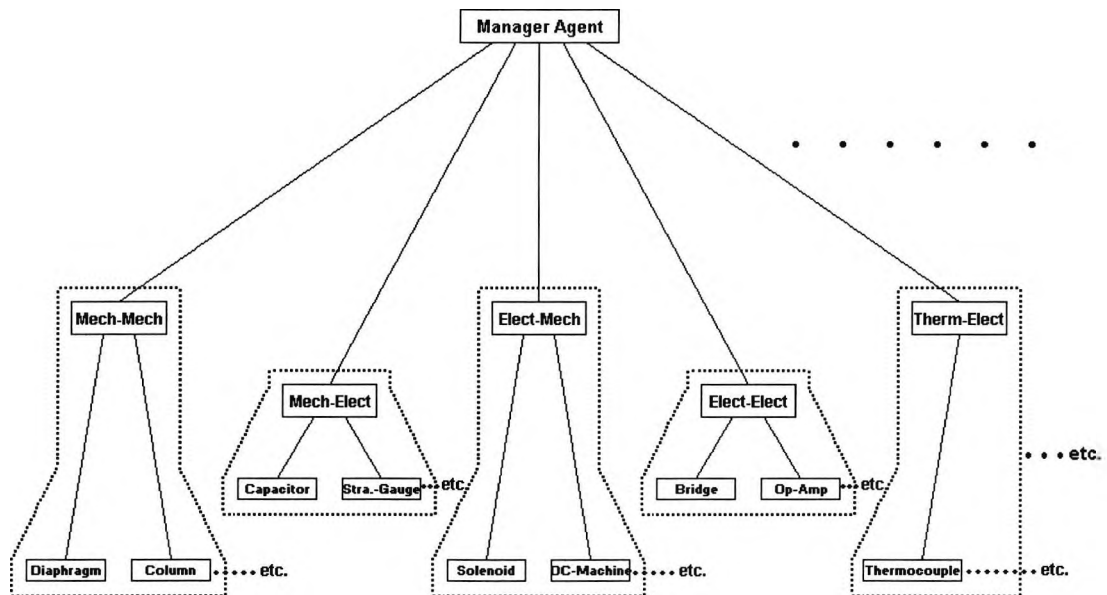 Manager Agent
Mech-Mech
Elect-Mech
Therm-Elect
Mech-Elect
Elect-Elect
etc.
Capacitor
Stra.-Gauge
etc.
Bridge
Op-Amp
etc.
Diaphragm
Column
etc.
Solenoid
DC-Machine
etc.
Thermocouple
etc.